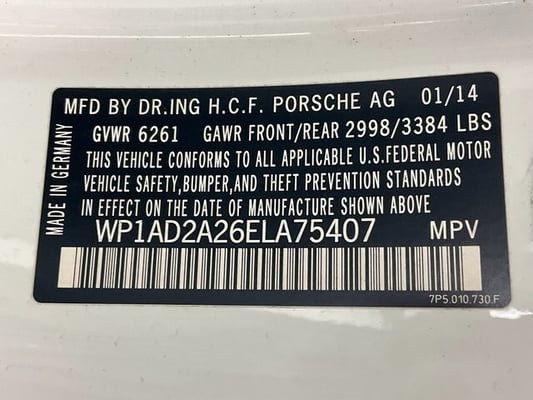 MFD BY DR.ING H.C.F. PORSCHE AG 01/14
GVWR 6261 GAWR FRONT/REAR 2998/3384 LBS
THIS VEHICLE CONFORMS TO ALL APPLICABLE U.S.FEDERAL MOTOR
VEHICLE SAFETY,BUMPER,AND THEFT PREVENTION STANDARDS
IN EFFECT ON THE DATE OF MANUFACTURE SHOWN ABOVE
WP1AD2A26ELA75407 MPV
7P5.010.730.F
MADE IN GERMANY